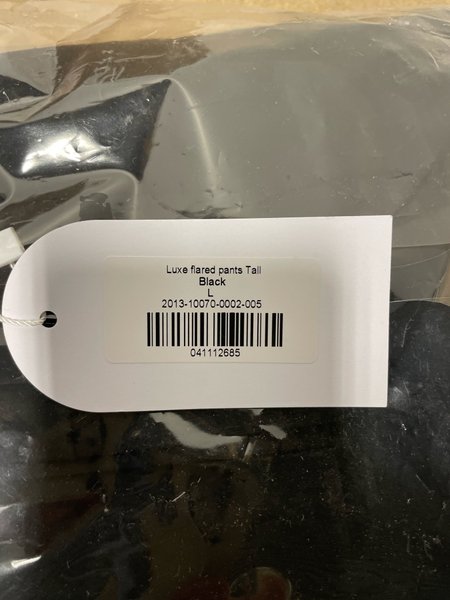 Luxe flared pants Tall
Black
L
2013-10070-0002-005
041112685